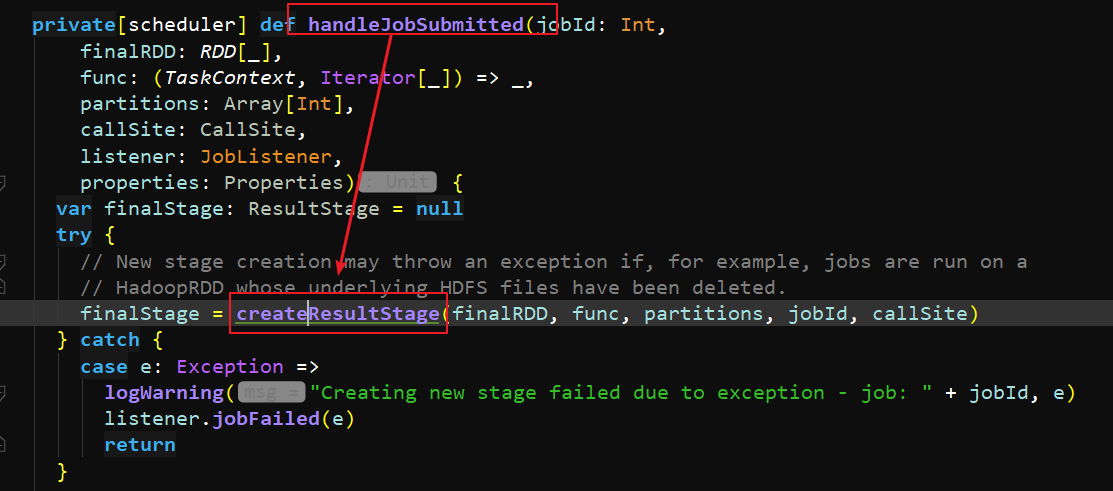 private[scheduler] def handleJobSubmitted(jobId: Int,
    finalRDD: RDD[_],
    func: (TaskContext, Iterator[_]) => _,
    partitions: Array[Int],
    callSite: CallSite,
    listener: JobListener,
    properties: Properties) : Unit {
  var finalStage: ResultStage = null
  try {
    // New stage creation may throw an exception if, for example, jobs are run on a
    // HadoopRDD whose underlying HDFS files have been deleted.
    finalStage = createResultStage(finalRDD, func, partitions, jobId, callSite)
  } catch {
    case e: Exception =>
      logWarning( msg = "Creating new stage failed due to exception - job: " + jobId, e)
      listener.jobFailed(e)
      return
  }